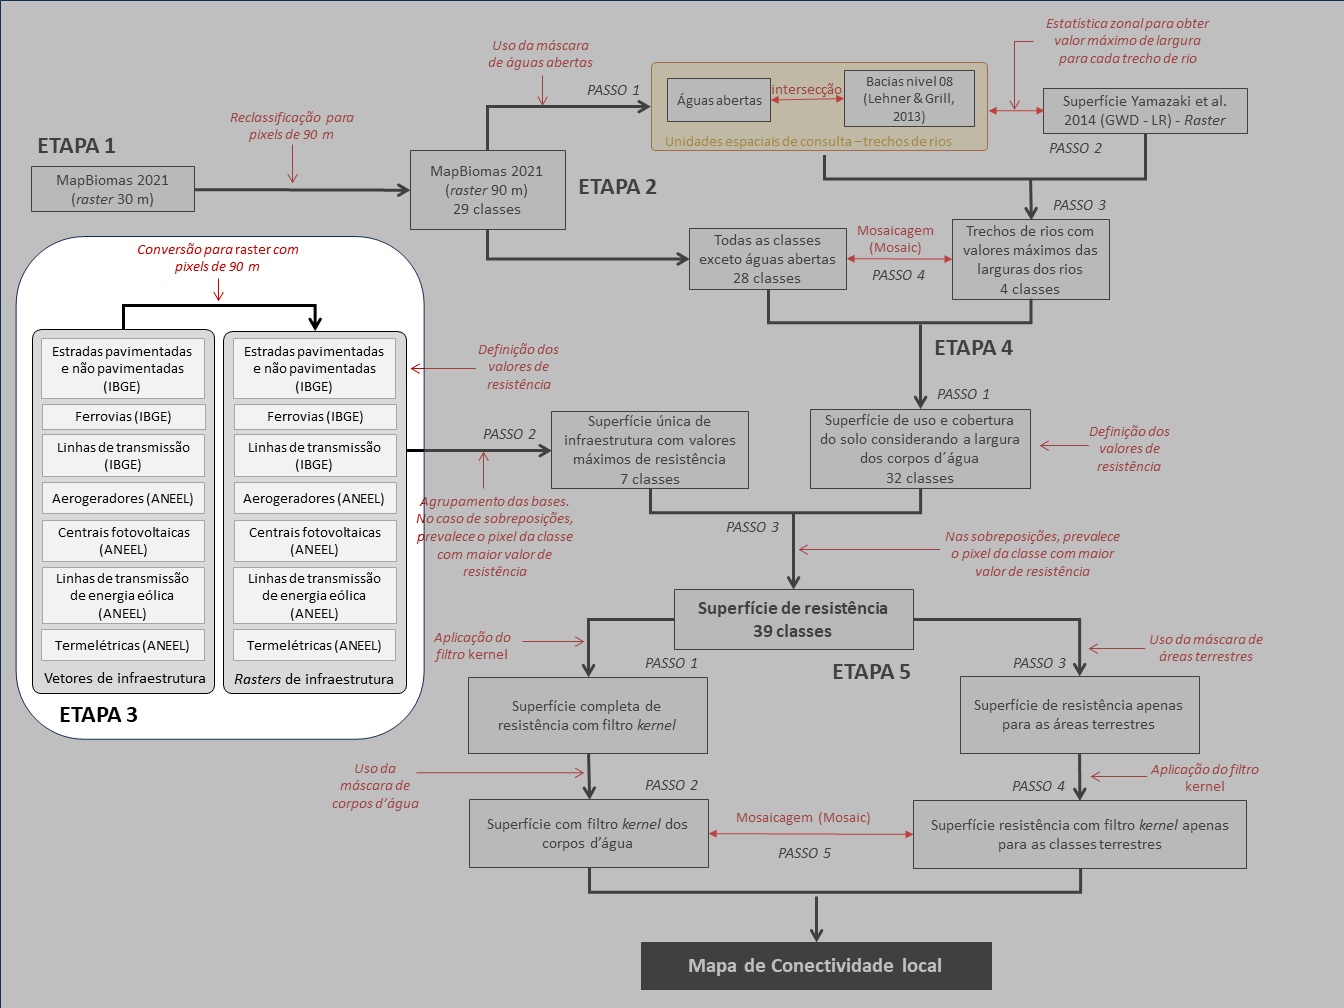 Estatística zonal para obter
valor máximo de largura
para cada trecho de rio
Uso da máscara
de águas abertas
PASSO 1
Águas abertas
intersecção
Bacias nivel 08
(Lehner & Grill,
2013)
Unidades espaciais de consulta – trechos de rios
Superfície Yamazaki et al.
2014 (GWD - LR) - Raster
PASSO 2
Reclassificação para
pixels de 90 m
ETAPA 1
MapBiomas 2021
(raster 30 m)
MapBiomas 2021
(raster 90 m)
29 classes
ETAPA 2
PASSO 3
Todas as classes
exceto águas abertas
28 classes
Mosaicagem
(Mosaic)
PASSO 4
Trechos de rios com
valores máximos das
larguras dos rios
4 classes
Conversão para raster com
pixels de 90 m
Estradas pavimentadas
e não pavimentadas
(IBGE)
Ferrovias (IBGE)
Linhas de transmissão
(IBGE)
Aerogeradores (ANEEL)
Centrais fotovoltaicas
(ANEEL)
Linhas de transmissão
de energia eólica
(ANEEL)
Termelétricas (ANEEL)
Vetores de infraestrutura
Estradas pavimentadas
e não pavimentadas
(IBGE)
Ferrovias (IBGE)
Linhas de transmissão
(IBGE)
Aerogeradores (ANEEL)
Centrais fotovoltaicas
(ANEEL)
Linhas de transmissão
de energia eólica
(ANEEL)
Termelétricas (ANEEL)
Rasters de infraestrutura
ETAPA 3
Definição dos
valores de
resistência
PASSO 2
Agrupamento das bases.
No caso de sobreposições,
prevalece o pixel da classe
com maior valor de
resistência
Superfície única de
infraestrutura com valores
máximos de resistência
7 classes
ETAPA 4
PASSO 1
Superfície de uso e cobertura
do solo considerando a largura
dos corpos d´água
32 classes
Definição dos
valores de
resistência
PASSO 3
Nas sobreposições, prevalece
o pixel da classe com maior
valor de resistência
Superfície de resistência
39 classes
ETAPA 5
Aplicação do
filtro kernel
PASSO 1
Superfície completa de
resistência com filtro kernel
Uso da
máscara de
corpos d’água
PASSO 2
Superfície com filtro kernel dos
corpos d’água
PASSO 3
Uso da máscara de
áreas terrestres
Superfície de resistência apenas
para as áreas terrestres
PASSO 4
Aplicação do filtro
kernel
Superfície resistência com filtro kernel apenas
para as classes terrestres
Mosaicagem (Mosaic)
PASSO 5
Mapa de Conectividade local